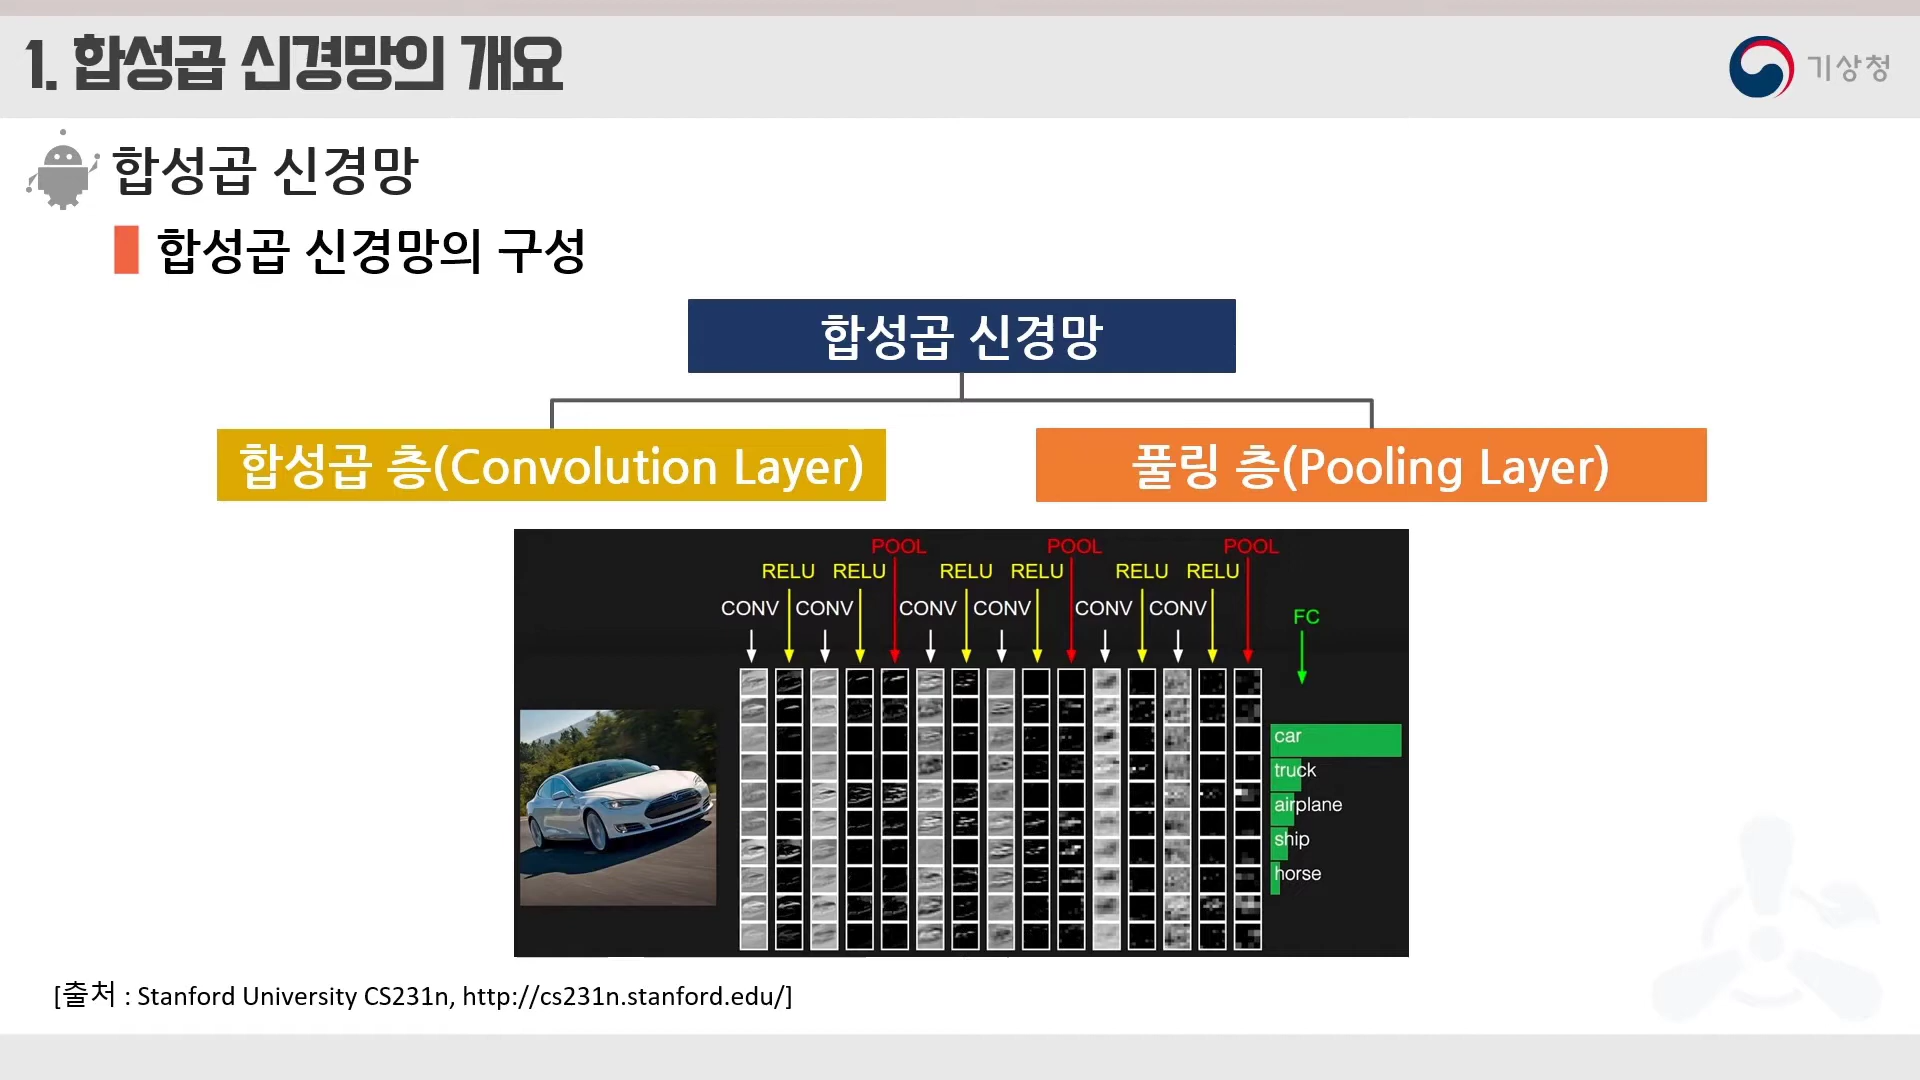 1. 합성곱 신경망의 개요
기상청
합성곱 신경망
합성곱 신경망의 구성
합성곱 신경망
합성곱 층(Convolution Layer)
풀링 층(Pooling Layer)
POOL POOL POOL
RELU RELU RELU RELU RELU RELU
CONV CONV CONV CONV CONV CONV
FC
car
truck
airplane
ship
horse
[출처 : Stanford University CS231n, http://cs231n.stanford.edu/]